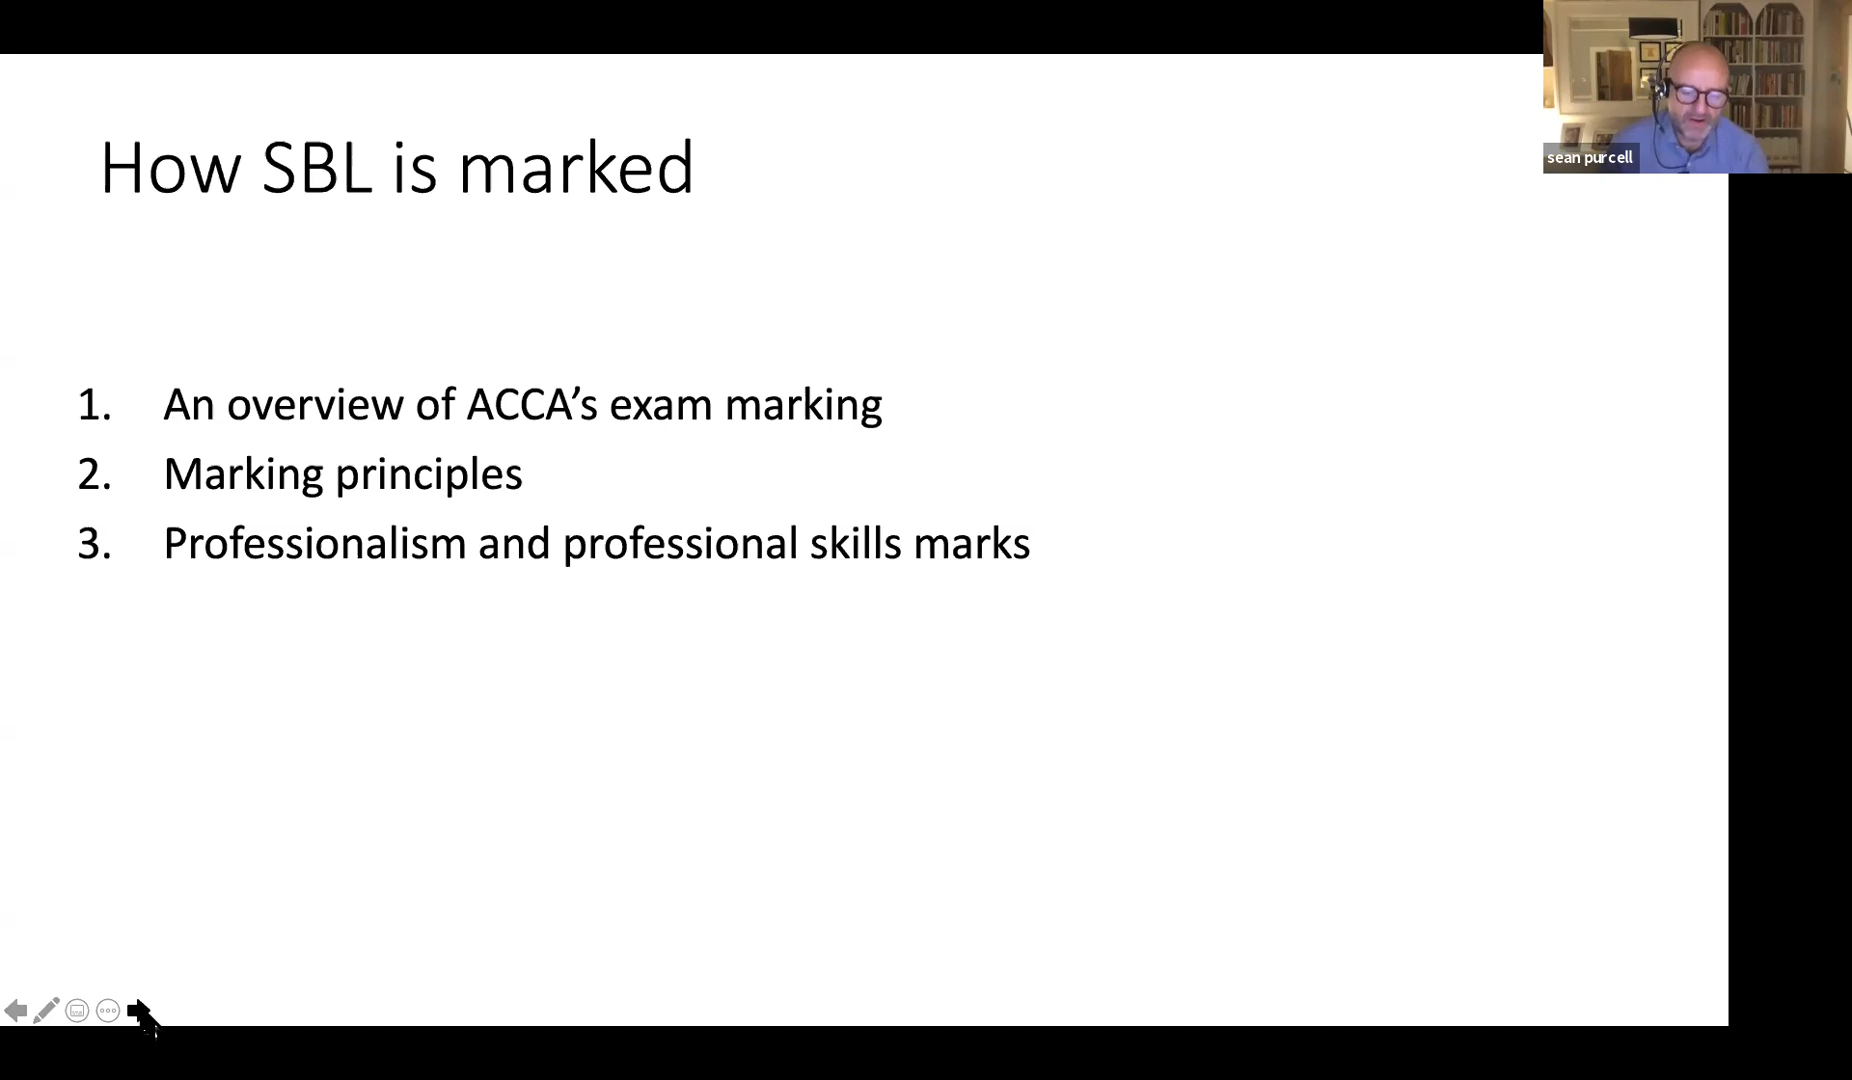 How SBL is marked
sean purcell
1. An overview of ACCA’s exam marking
2. Marking principles
3. Professionalism and professional skills marks